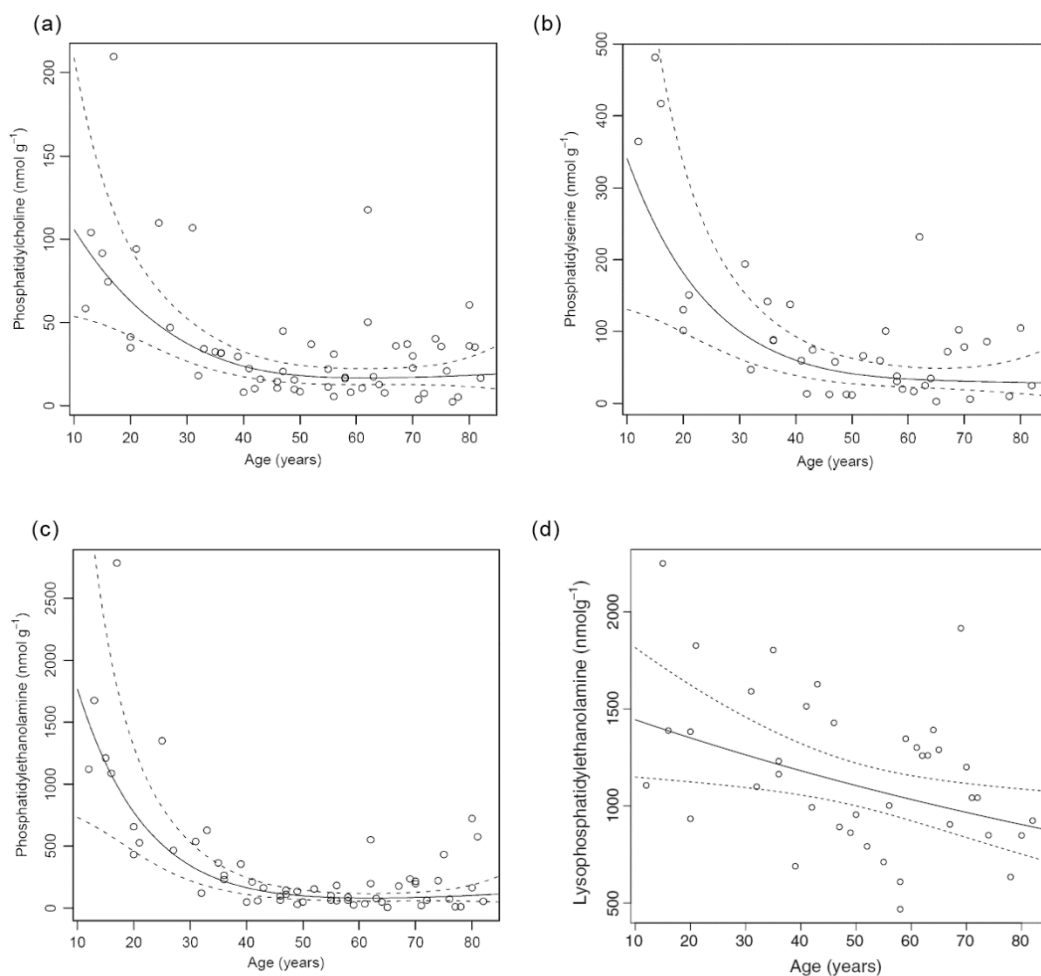 (a)
Phosphatidylcholine (nmol g⁻¹)
200
150
100
50
0
10 20 30 40 50 60 70 80
Age (years)
(b)
Phosphatidylserine (nmol g⁻¹)
500
400
300
200
100
0
10 20 30 40 50 60 70 80
Age (years)
(c)
Phosphatidylethanolamine (nmol g⁻¹)
2500
2000
1500
1000
500
0
10 20 30 40 50 60 70 80
Age (years)
(d)
Lysophosphatidylethanolamine (nmolg⁻¹)
2000
1500
1000
500
10 20 30 40 50 60 70 80
Age (years)